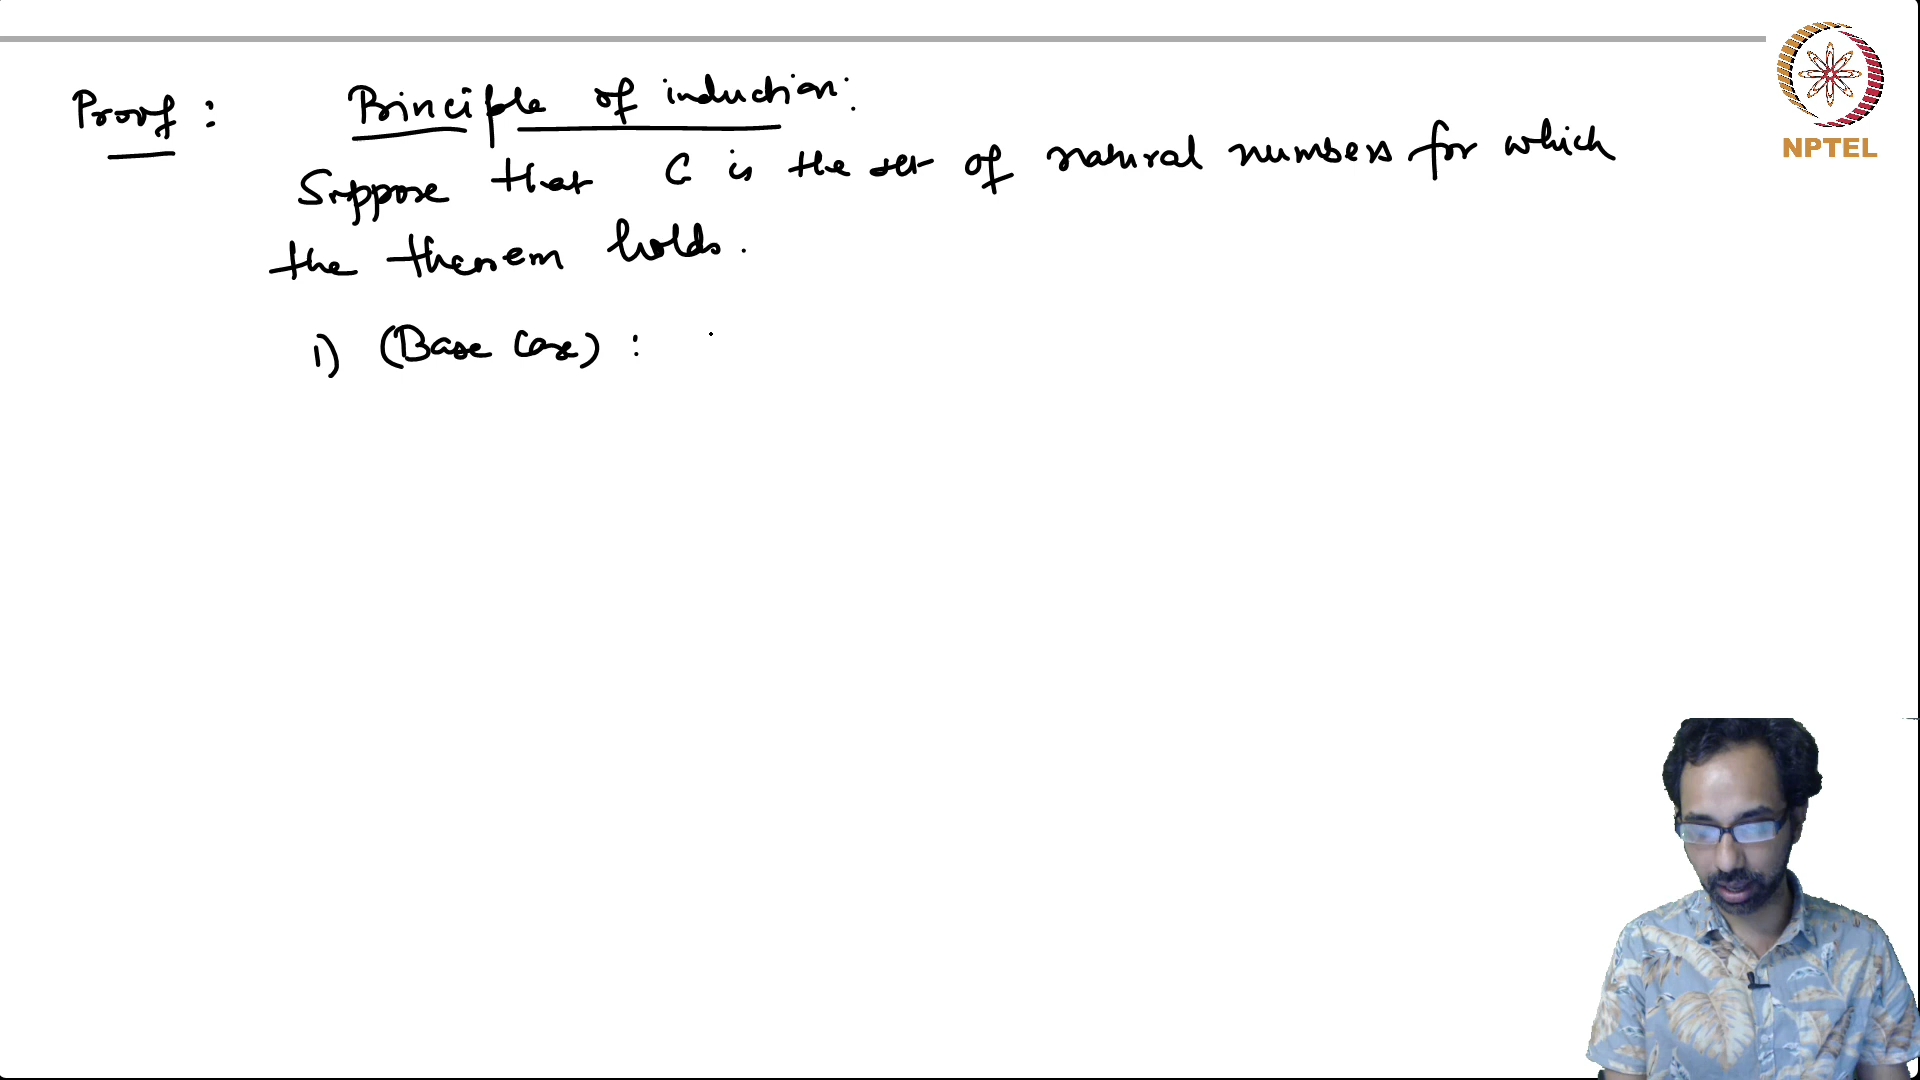 Proof : Principle of induction:
Suppose that G is the set of natural numbers for which
the theorem holds.
1) (Base case) :
NPTEL